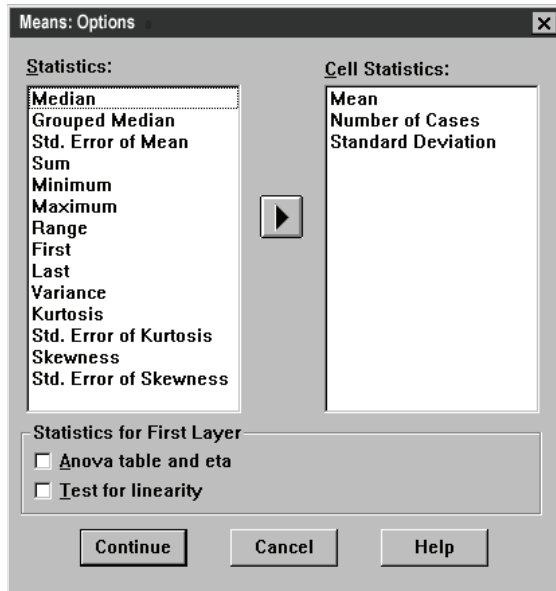 Means: Options
Statistics:
Median
Grouped Median
Std. Error of Mean
Sum
Minimum
Maximum
Range
First
Last
Variance
Kurtosis
Std. Error of Kurtosis
Skewness
Std. Error of Skewness
Cell Statistics:
Mean
Number of Cases
Standard Deviation
Statistics for First Layer
Anova table and eta
Test for linearity
Continue
Cancel
Help